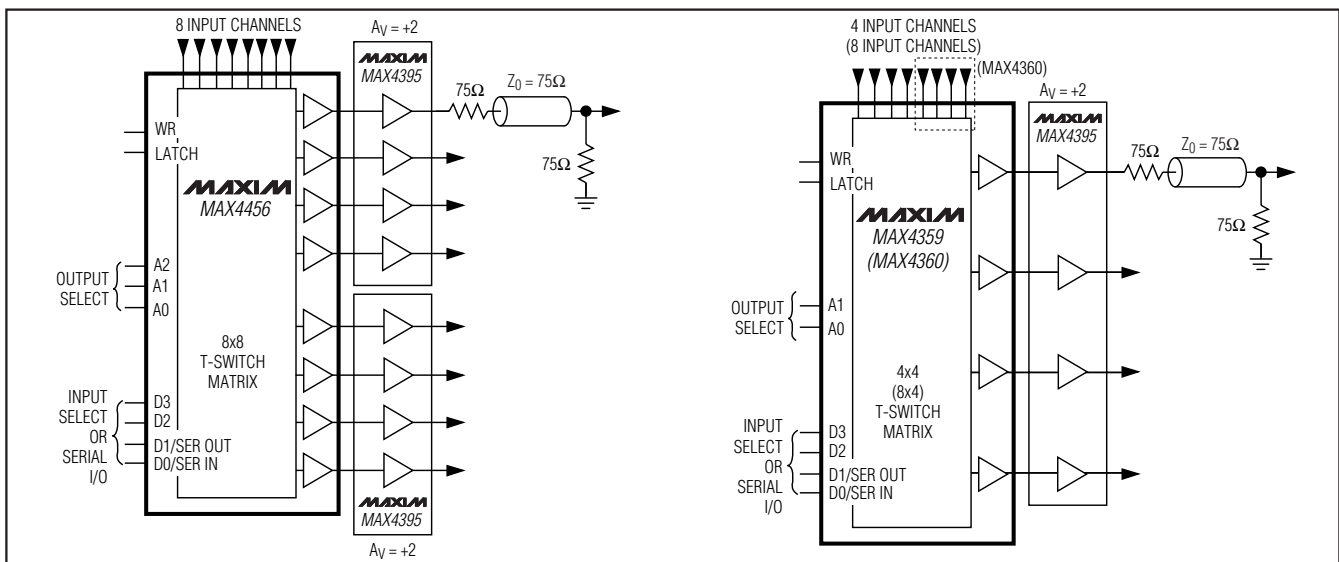 8 INPUT CHANNELS
AV = +2
MAXIM
MAX4395
75Ω
Z0 = 75Ω
75Ω
WR
LATCH
MAXIM
MAX4456
OUTPUT
SELECT
A2
A1
A0
8x8
T-SWITCH
MATRIX
INPUT
SELECT
OR
SERIAL
I/O
D3
D2
D1/SER OUT
D0/SER IN
MAXIM
MAX4395
AV = +2
4 INPUT CHANNELS
(8 INPUT CHANNELS)
(MAX4360)
AV = +2
MAXIM
MAX4395
75Ω
Z0 = 75Ω
75Ω
WR
LATCH
MAXIM
MAX4359
(MAX4360)
OUTPUT
SELECT
A1
A0
4x4
(8x4)
T-SWITCH
MATRIX
INPUT
SELECT
OR
SERIAL
I/O
D3
D2
D1/SER OUT
D0/SER IN